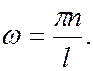 ω = πn / l.